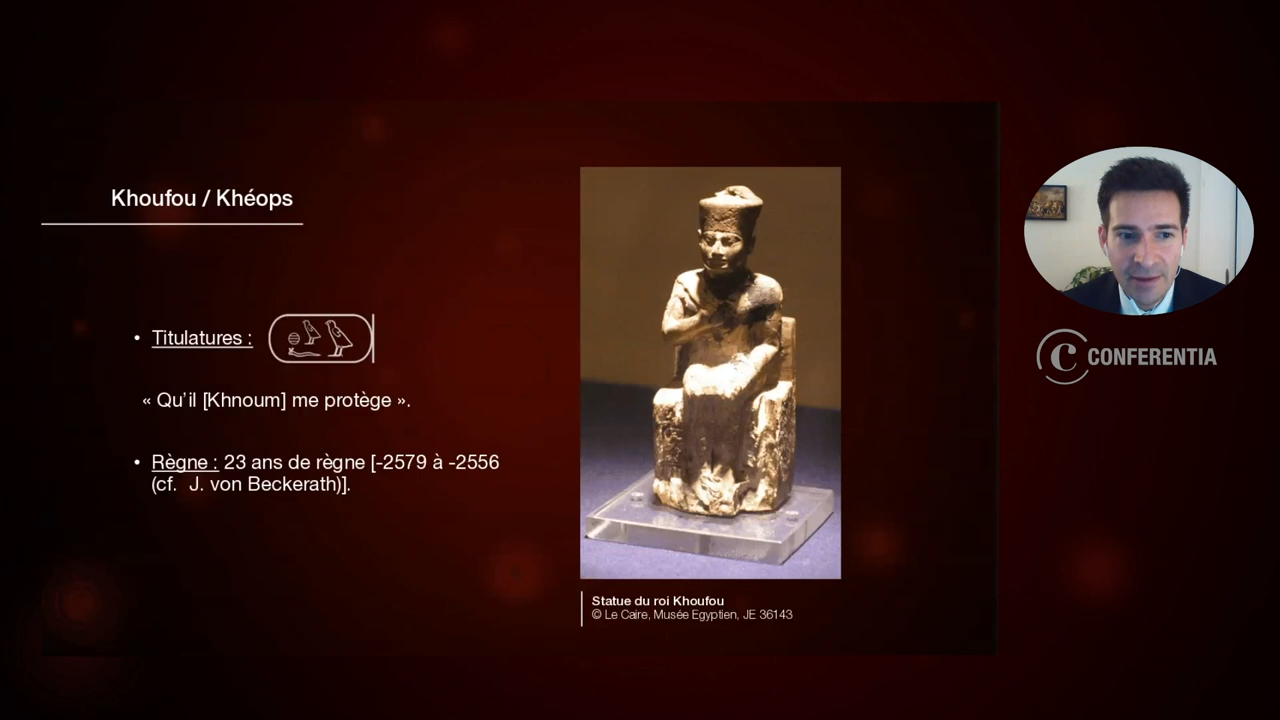 Khoufou / Khéops
• Titulatures :
« Qu'il [Khnoum] me protège ».
• Règne : 23 ans de règne [-2579 à -2556
(cf. J. von Beckerath)].
Statue du roi Khoufou
© Le Caire, Musée Egyptien, JE 36143
C CONFERENTIA